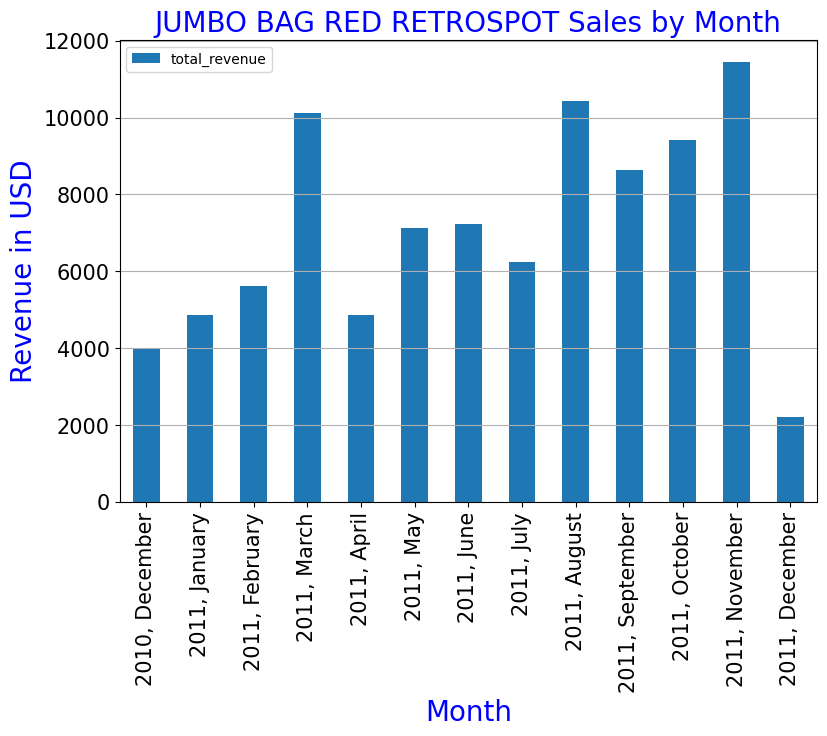 JUMBO BAG RED RETROSPOT Sales by Month
total_revenue
Revenue in USD
12000
10000
8000
6000
4000
2000
0
2010, December
2011, January
2011, February
2011, March
2011, April
2011, May
2011, June
2011, July
2011, August
2011, September
2011, October
2011, November
2011, December
Month